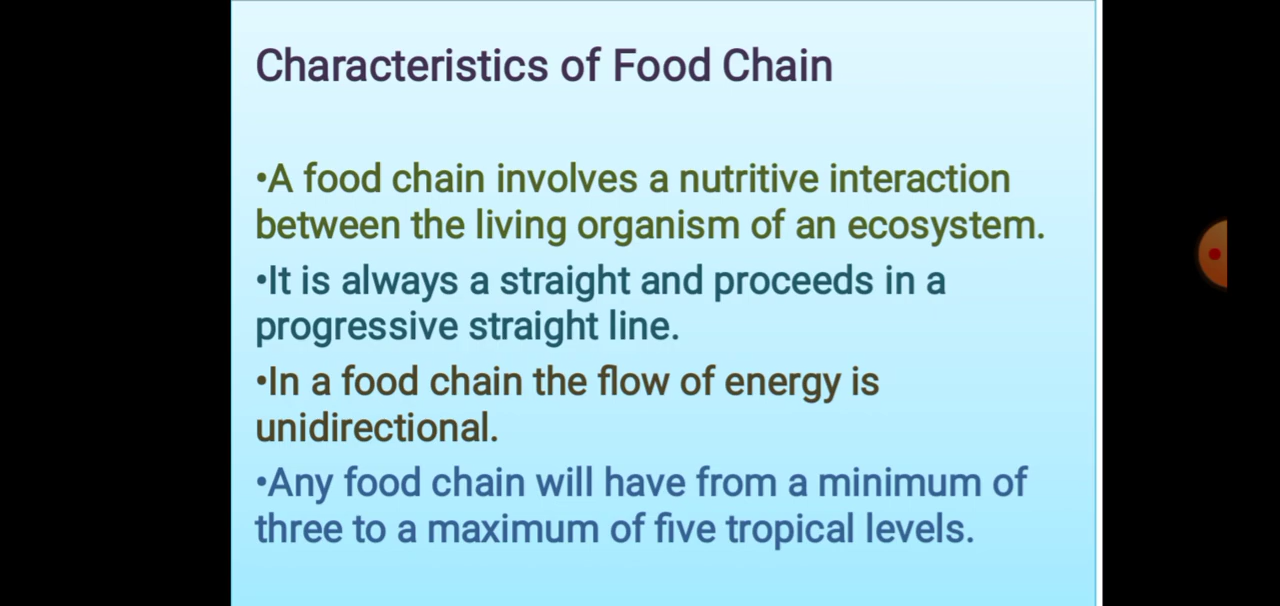 Characteristics of Food Chain
•A food chain involves a nutritive interaction
between the living organism of an ecosystem.
•It is always a straight and proceeds in a
progressive straight line.
•In a food chain the flow of energy is
unidirectional.
•Any food chain will have from a minimum of
three to a maximum of five tropical levels.